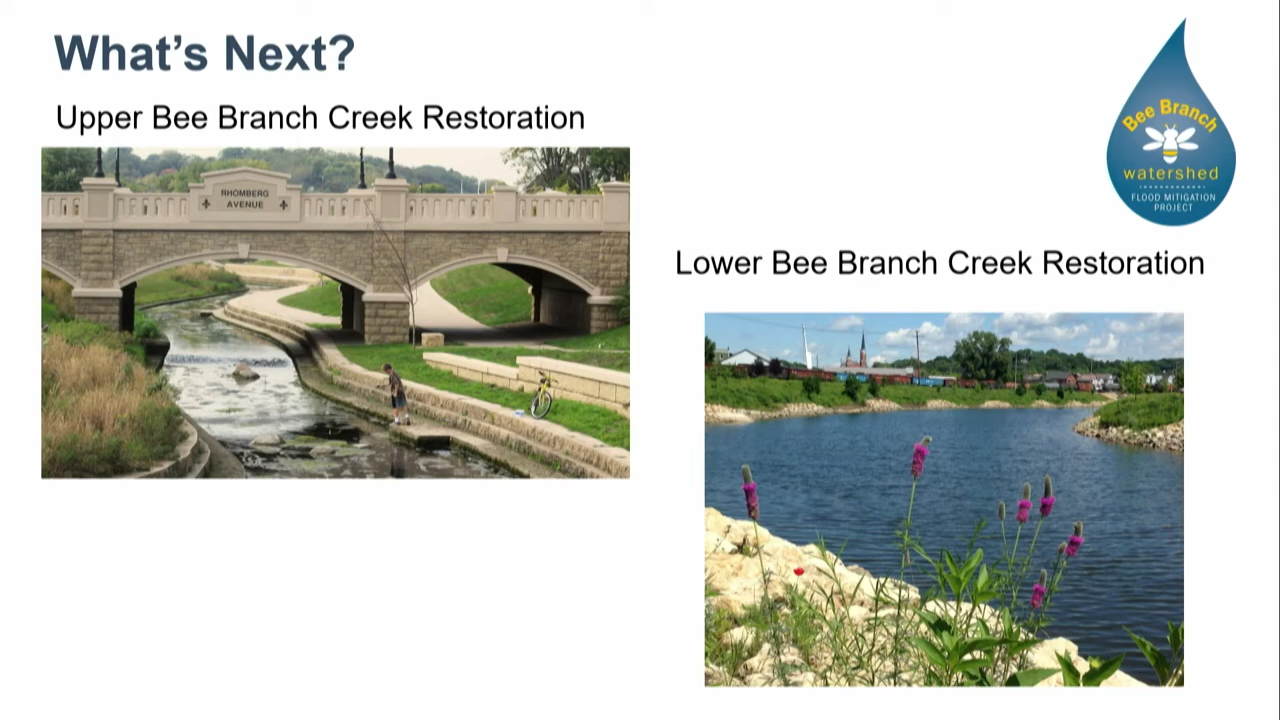 What's Next?
Upper Bee Branch Creek Restoration
RHOMBERG
AVENUE
Bee Branch
watershed
FLOOD MITIGATION
PROJECT
Lower Bee Branch Creek Restoration